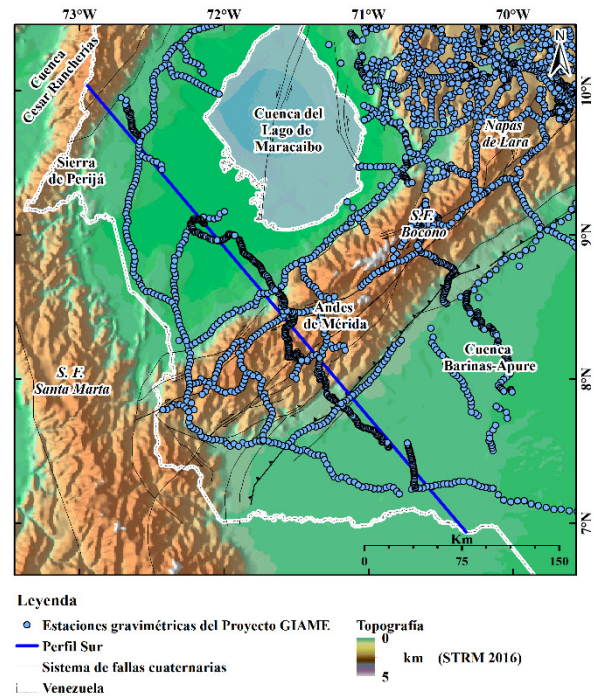 73°W
72°W
71°W
70°W
N
Cuenca
Cesar Rancherías
Cuenca del
Lago de
Maracaibo
10°N
Sierra
de Perijá
Napas
de Lara
S.F.
Bocono
9°N
Andes
de Mérida
Cuenca
Barinas-Apure
S. F.
Santa Marta
8°N
7°N
Km
0 75 150
Leyenda
Estaciones gravimétricas del Proyecto GIAME
Perfil Sur
Sistema de fallas cuaternarias
Venezuela
Topografía
0
km (STRM 2016)
5